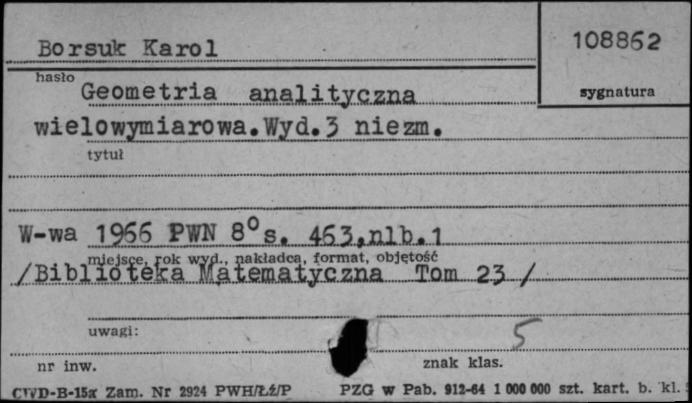 Borsuk Karol
108862
hasło
sygnatura
Geometria analityczna
wielowymiarowa.Wyd.3 niezm.
tytuł
W-wa 1966 PWN 8° s. 463,nlb.1
miejsce, rok wyd., nakładca, format, objętość
/Biblioteka Matematyczna Tom 23 /
uwagi:
5
nr inw.
znak klas.
CWD-B-15x Zam. Nr 2924 PWH/Łź/P PZG w Pab. 912-64 1 000 000 szt. kart. b. kl.